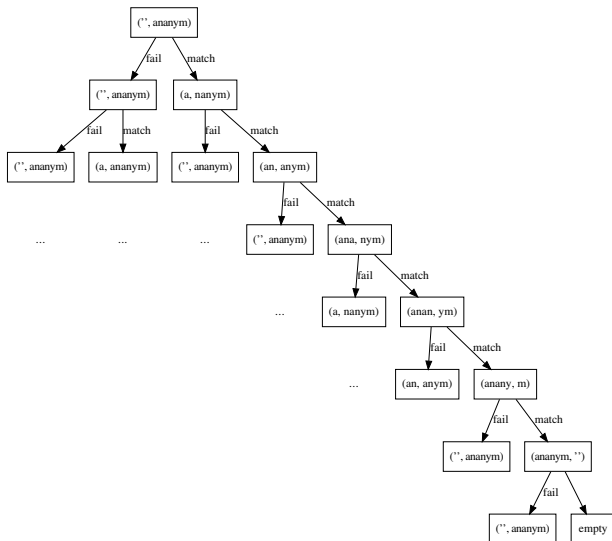 (’’, ananym)
fail match
(’’, ananym) (a, nanym)
fail match fail match
(’’, ananym) (a, ananym) (’’, ananym) (an, anym)
fail match
... ... ... (’’, ananym) (ana, nym)
fail match
... (a, nanym) (anan, ym)
fail match
... (an, anym) (anany, m)
fail match
(’’, ananym) (ananym, ’’)
fail
(’’, ananym) empty